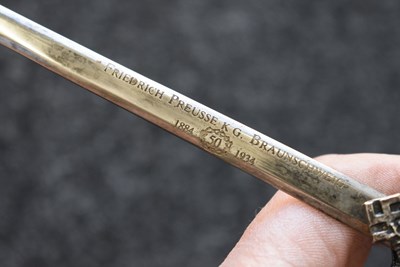 FRIEDRICH PREUSSE K G. BRAUNSCHWEIG
1884 50 1934